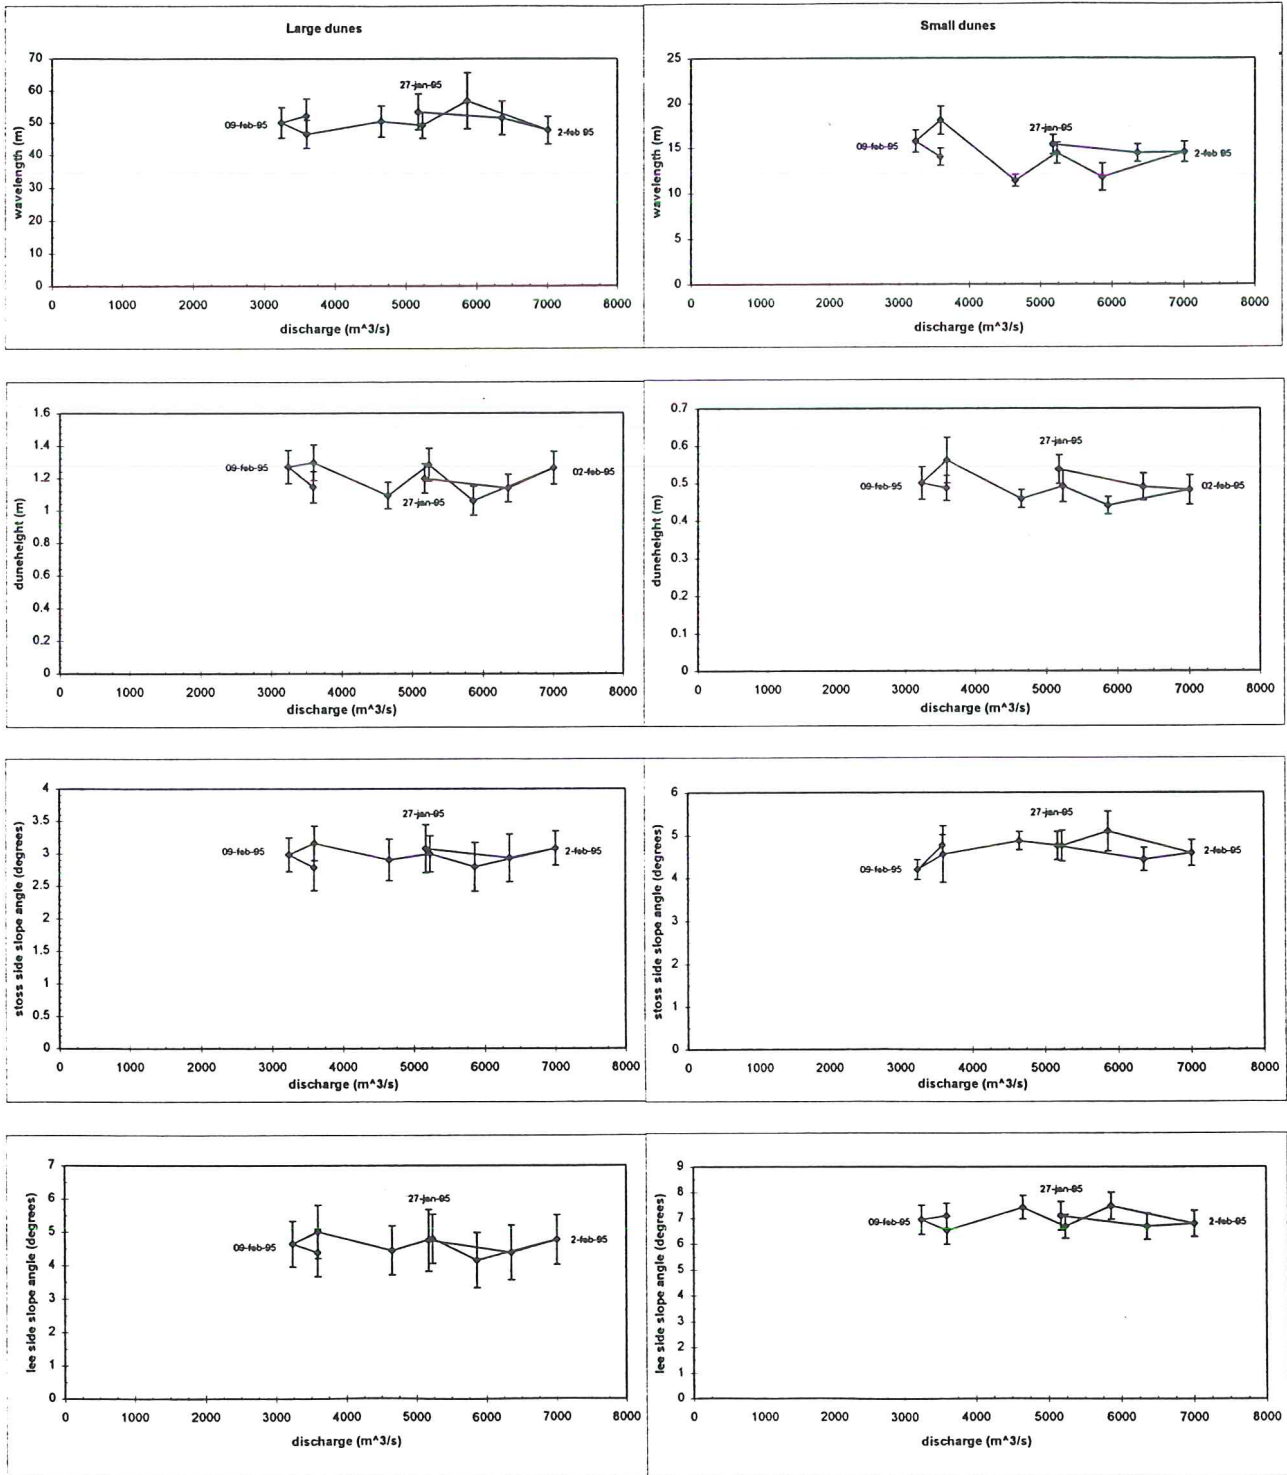 Large dunes
70
60
50
40
30
20
10
0
wavelength (m)
09-feb-95
27-jan-95
2-feb 95
0 1000 2000 3000 4000 5000 6000 7000 8000
discharge (m^3/s)
Small dunes
25
20
15
10
5
0
wavelength (m)
09-feb-95
27-jan-95
2-feb 95
0 1000 2000 3000 4000 5000 6000 7000 8000
discharge (m^3/s)
1.6
1.4
1.2
1
0.8
0.6
0.4
0.2
0
duneheight (m)
09-feb-95
27-jan-95
02-feb-95
0 1000 2000 3000 4000 5000 6000 7000 8000
discharge (m^3/s)
0.7
0.6
0.5
0.4
0.3
0.2
0.1
0
duneheight (m)
27-jan-95
09-feb-95
02-feb-95
0 1000 2000 3000 4000 5000 6000 7000 8000
discharge (m^3/s)
4
3.5
3
2.5
2
1.5
1
0.5
0
stoss side slope angle (degrees)
27-jan-95
09-feb-95
2-feb-95
0 1000 2000 3000 4000 5000 6000 7000 8000
discharge (m^3/s)
6
5
4
3
2
1
0
stoss side slope angle (degrees)
27-jan-95
09-feb-95
2-feb-95
0 1000 2000 3000 4000 5000 6000 7000 8000
discharge (m^3/s)
7
6
5
4
3
2
1
0
lee side slope angle (degrees)
27-jan-95
09-feb-95
2-feb-95
0 1000 2000 3000 4000 5000 6000 7000 8000
discharge (m^3/s)
9
8
7
6
5
4
3
2
1
0
lee side slope angle (degrees)
27-jan-95
09-feb-95
2-feb-95
0 1000 2000 3000 4000 5000 6000 7000 8000
discharge (m^3/s)